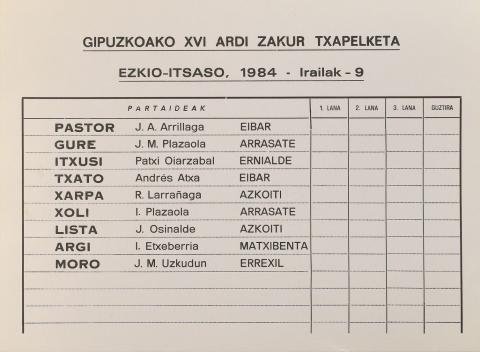 GIPUZKOAKO XVI ARDI ZAKUR TXAPELKETA
EZKIO-ITSASO, 1984 - Irailak - 9
PARTAIDEAK 1. LANA 2. LANA 3. LANA GUZTIRA
PASTOR J. A. Arrillaga EIBAR
GURE J. M. Plazaola ARRASATE
ITXUSI Patxi Oiarzabal ERNIALDE
TXATO Andrés Atxa EIBAR
XARPA R. Larrañaga AZKOITI
XOLI I. Plazaola ARRASATE
LISTA J. Osinalde AZKOITI
ARGI I. Etxeberria MATXIBENTA
MORO J. M. Uzkudun ERREXIL